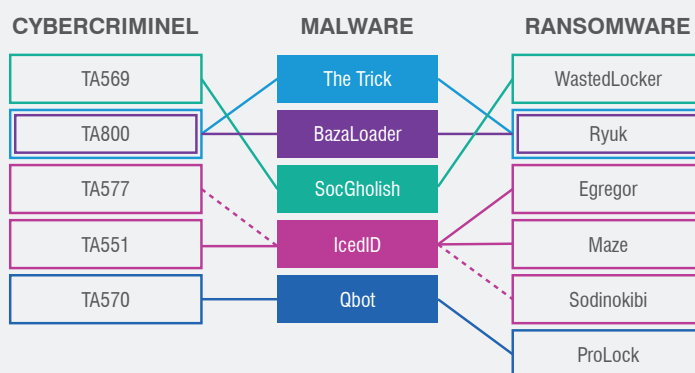 CYBERCRIMINEL MALWARE RANSOMWARE
TA569 The Trick WastedLocker
TA800 BazaLoader Ryuk
TA577 SocGholish Egregor
TA551 IcedID Maze
TA570 Qbot Sodinokibi
ProLock